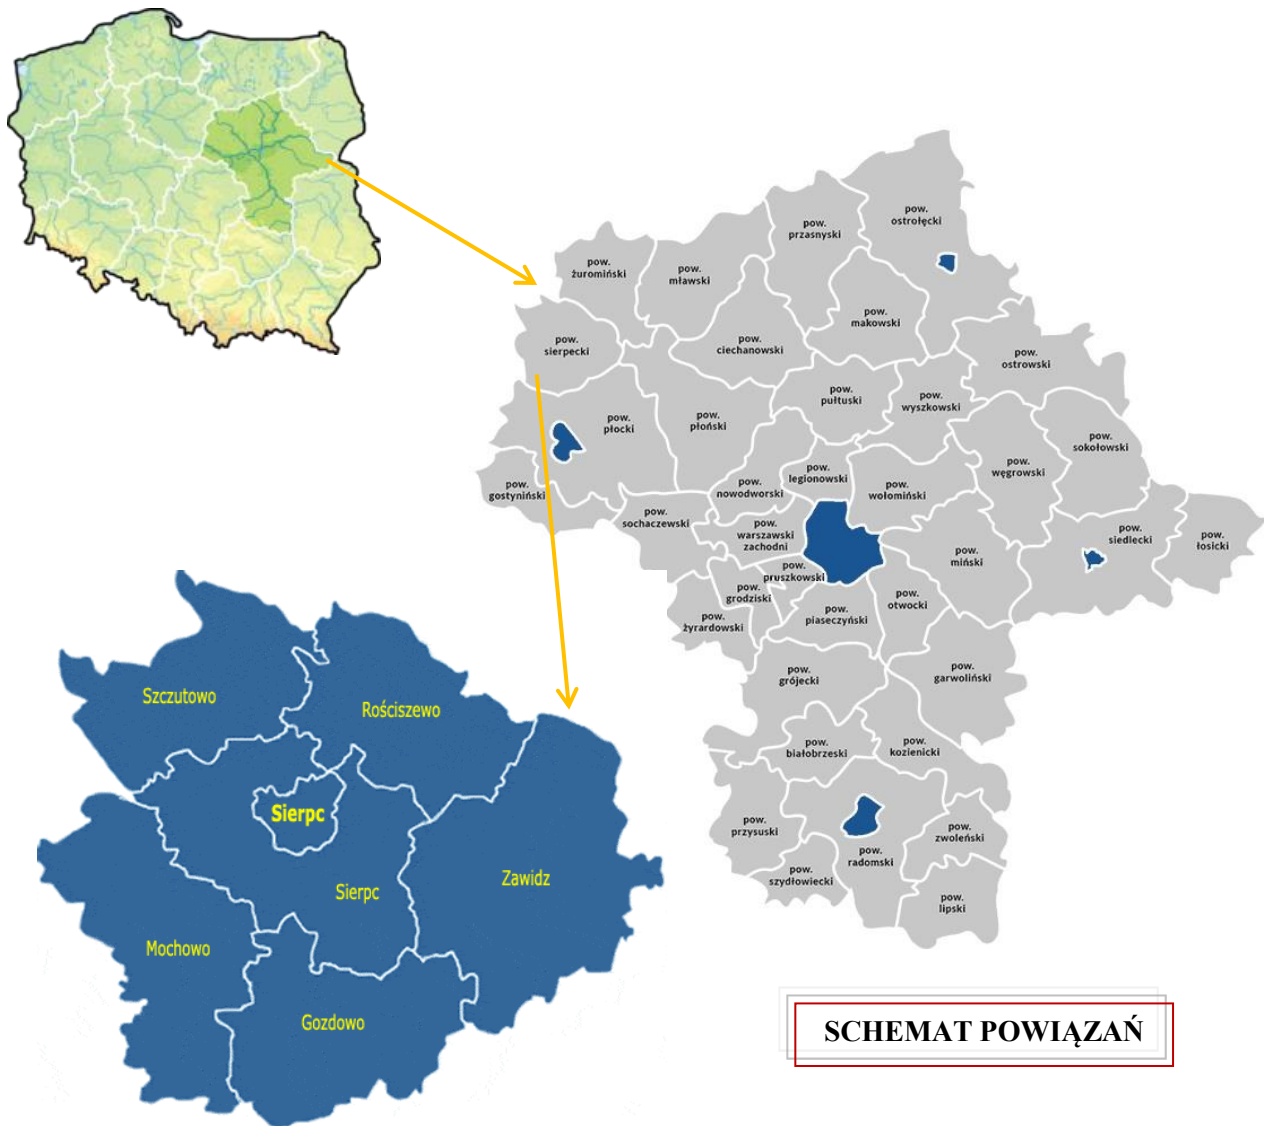 pow.
ostrołęcki
pow.
przasnyski
pow.
żuromiński
pow.
mławski
pow.
makowski
pow.
sierpecki
pow.
ciechanowski
pow.
ostrowski
pow.
pułtuski
pow.
wyszkowski
pow.
płocki
pow.
płoński
pow.
sokołowski
pow.
węgrowski
pow.
legionowski
pow.
gostyniński
pow.
nowodworski
pow.
wołomiński
pow.
sochaczewski
pow.
warszawski
zachodni
pow.
siedlecki
pow.
łosicki
pow.
miński
pow.
pruszkowski
pow.
grodziski
pow.
otwocki
pow.
żyrardowski
pow.
piaseczyński
pow.
grójecki
pow.
garwoliński
pow.
białobrzeski
pow.
kozienicki
pow.
przysuski
pow.
zwoleński
pow.
radomski
pow.
szydłowiecki
pow.
lipski
Szczutowo
Rościszewo
Sierpc
Sierpc
Zawidz
Mochowo
Gozdowo
SCHEMAT POWIĄZAŃ